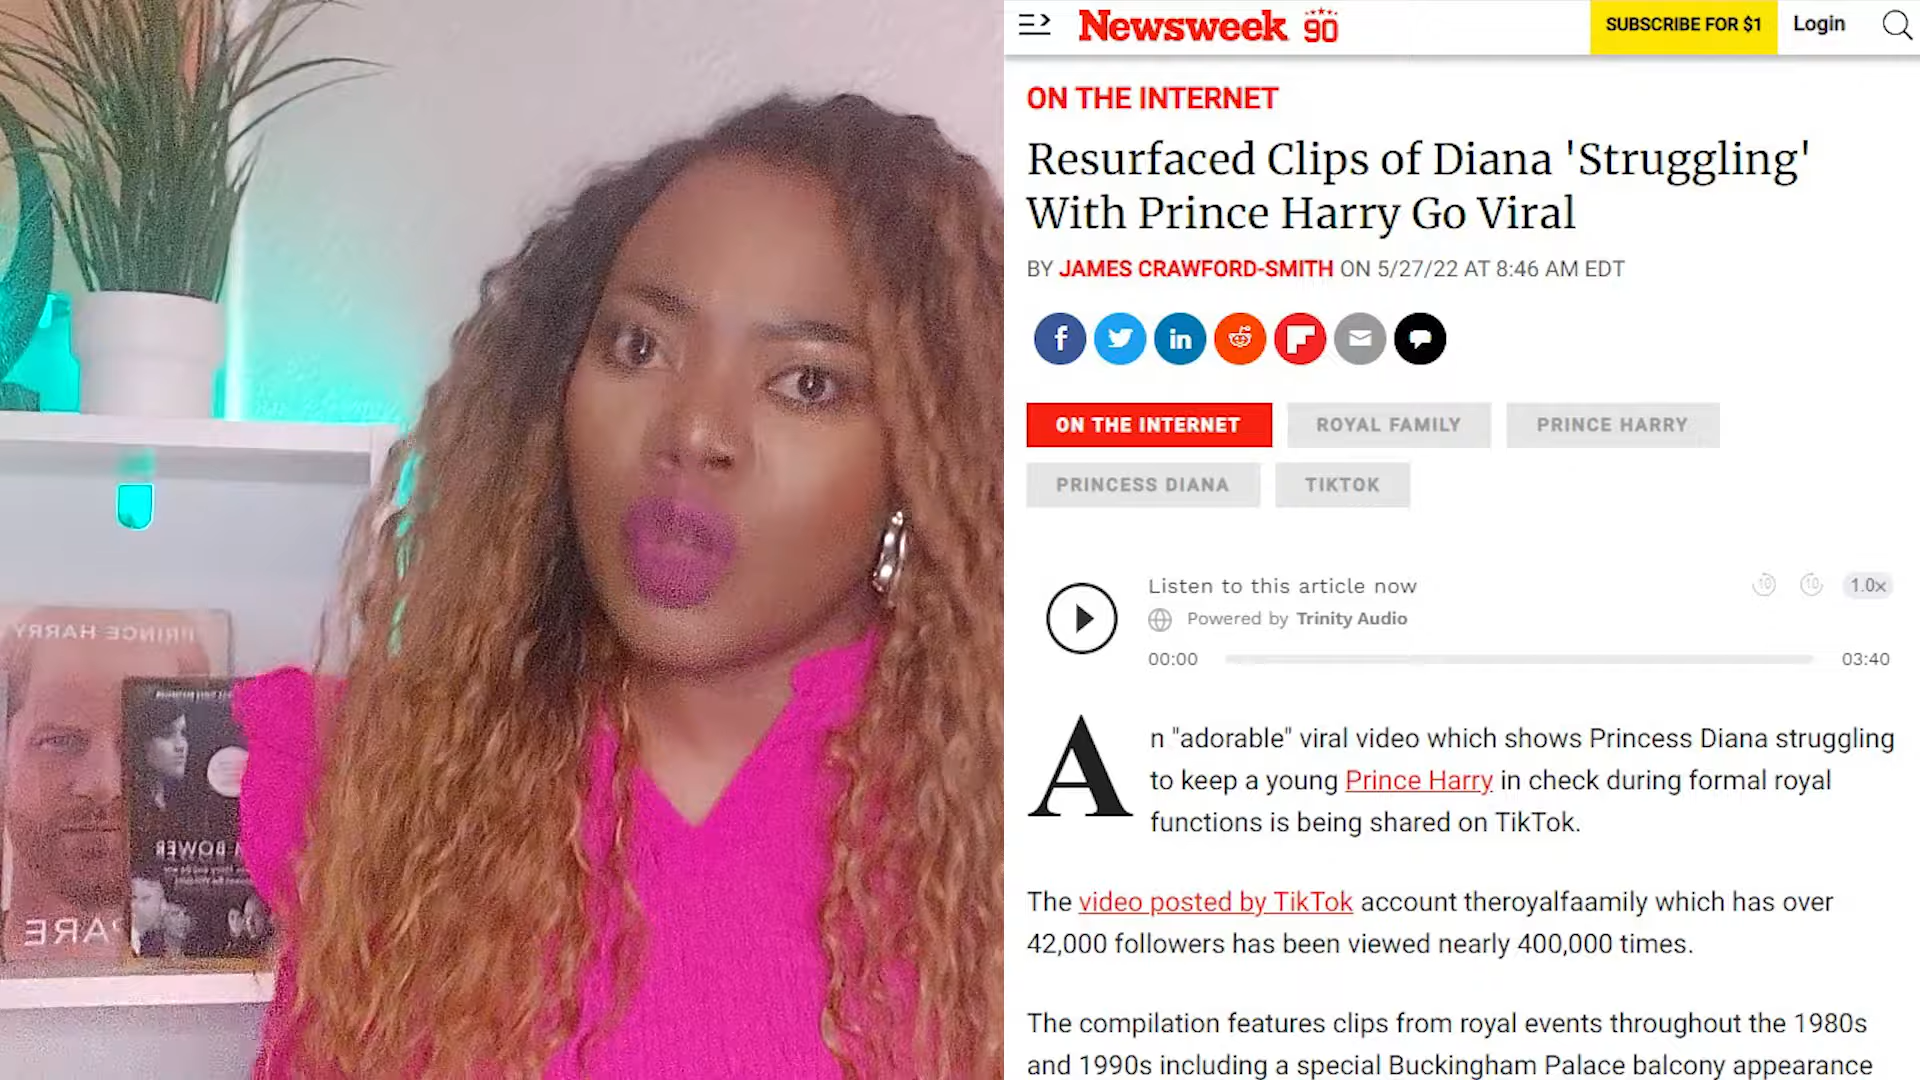 PRINCE HARRY
BOWER
PARE
Newsweek 90
SUBSCRIBE FOR $1
Login
ON THE INTERNET
Resurfaced Clips of Diana 'Struggling'
With Prince Harry Go Viral
BY JAMES CRAWFORD-SMITH ON 5/27/22 AT 8:46 AM EDT
ON THE INTERNET
ROYAL FAMILY
PRINCE HARRY
PRINCESS DIANA
TIKTOK
Listen to this article now
10
10
1.0x
Powered by Trinity Audio
00:00
03:40
An "adorable" viral video which shows Princess Diana struggling
to keep a young Prince Harry in check during formal royal
functions is being shared on TikTok.
The video posted by TikTok account theroyalfaamily which has over
42,000 followers has been viewed nearly 400,000 times.
The compilation features clips from royal events throughout the 1980s
and 1990s including a special Buckingham Palace balcony appearance